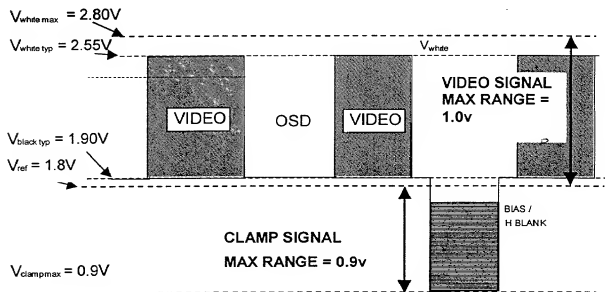 Vwhite max = 2.80V
Vwhite typ = 2.55V
Vwhite
VIDEO SIGNAL
MAX RANGE =
1.0v
VIDEO
OSD
VIDEO
Vblack typ = 1.90V
Vref = 1.8V
BIAS /
H BLANK
CLAMP SIGNAL
MAX RANGE = 0.9v
Vclampmax = 0.9V